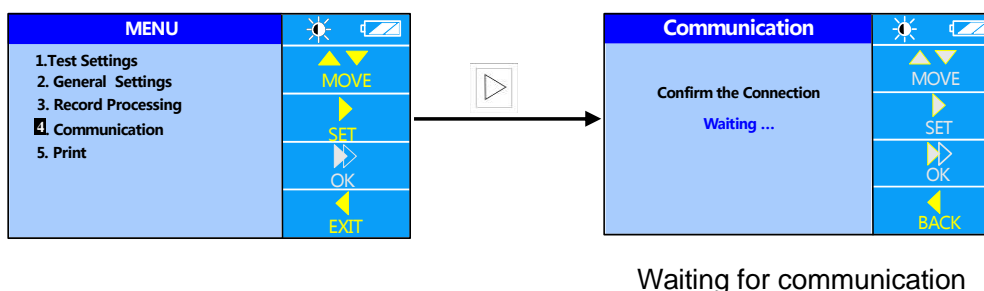 MENU
1.Test Settings
2. General Settings
3. Record Processing
4. Communication
5. Print
MOVE
SET
OK
EXIT
Communication
Confirm the Connection
Waiting ...
MOVE
SET
OK
BACK
Waiting for communication